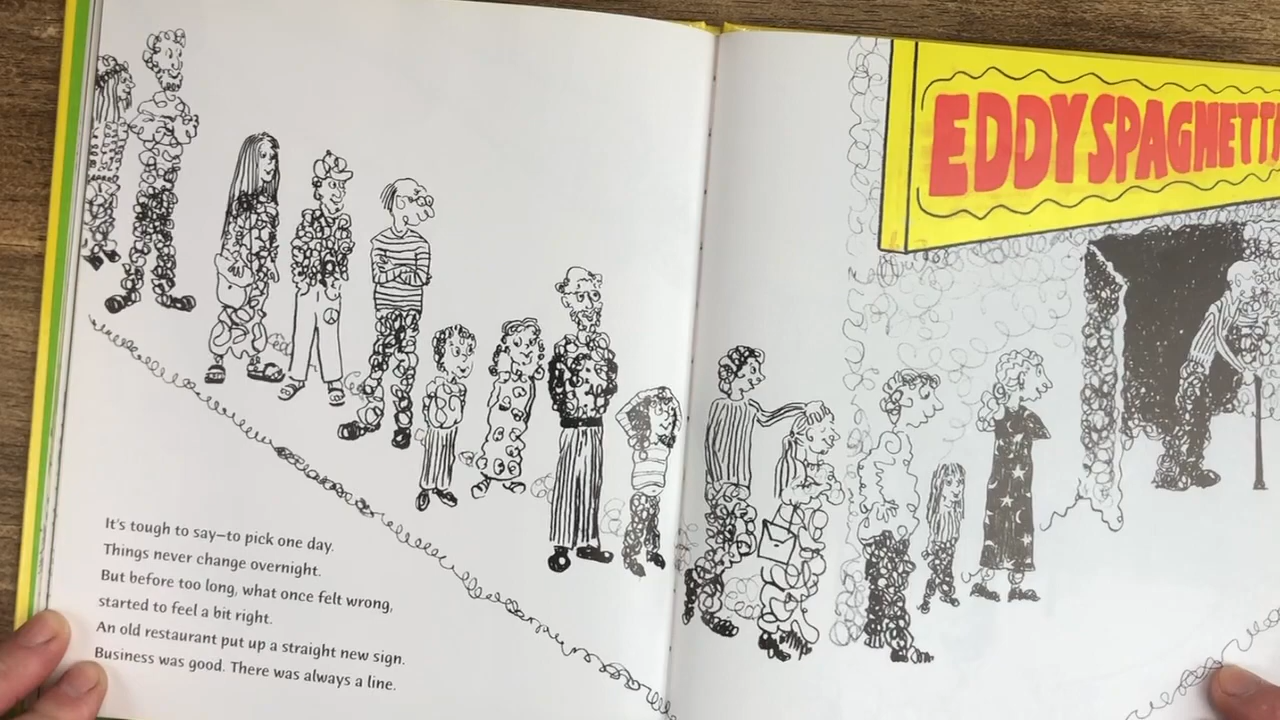 It's tough to say—to pick one day.
Things never change overnight.
But before too long, what once felt wrong,
started to feel a bit right.
An old restaurant put up a straight new sign.
Business was good. There was always a line.
EDDYSPAGHETT